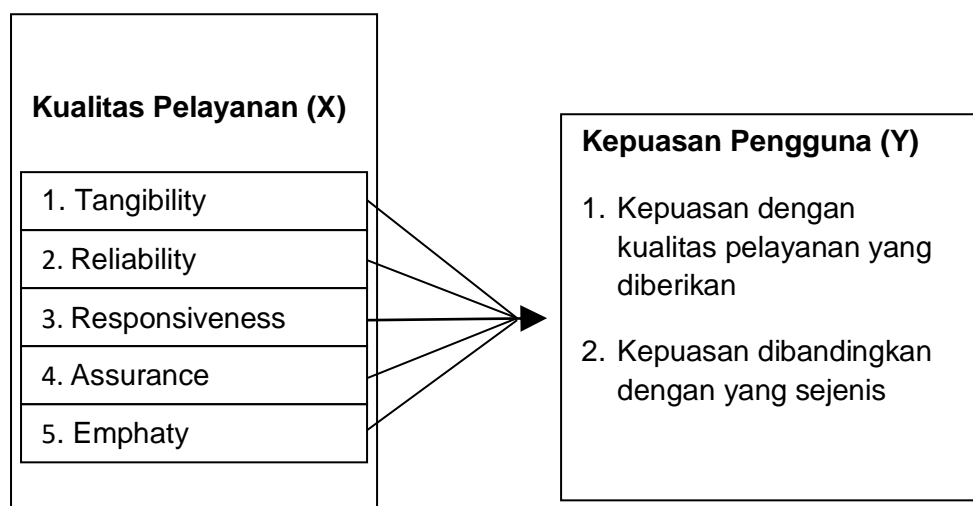 Kualitas Pelayanan (X)
1. Tangibility
2. Reliability
3. Responsiveness
4. Assurance
5. Emphaty
Kepuasan Pengguna (Y)
1. Kepuasan dengan
kualitas pelayanan yang
diberikan
2. Kepuasan dibandingkan
dengan yang sejenis